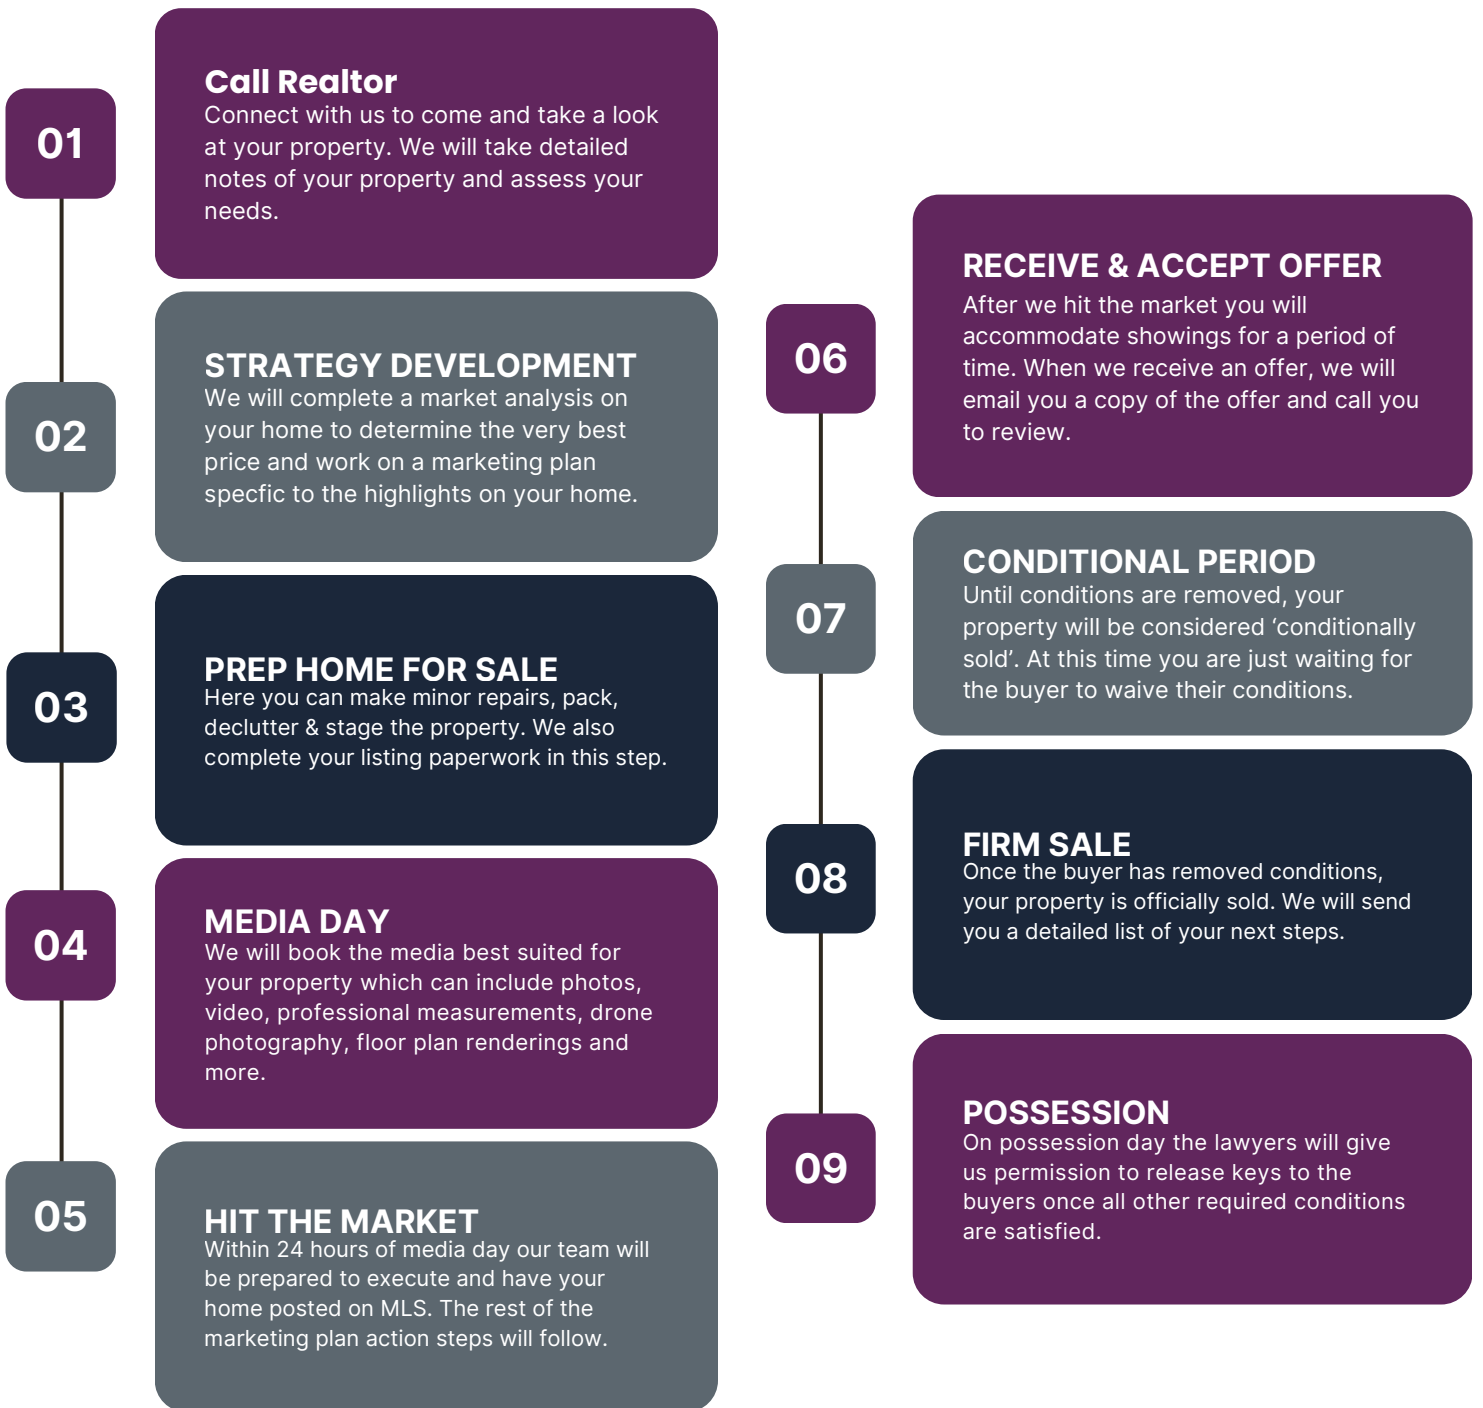 01
Call Realtor
Connect with us to come and take a look
at your property. We will take detailed
notes of your property and assess your
needs.
02
STRATEGY DEVELOPMENT
We will complete a market analysis on
your home to determine the very best
price and work on a marketing plan
specfic to the highlights on your home.
03
PREP HOME FOR SALE
Here you can make minor repairs, pack,
declutter & stage the property. We also
complete your listing paperwork in this step.
04
MEDIA DAY
We will book the media best suited for
your property which can include photos,
video, professional measurements, drone
photography, floor plan renderings and
more.
05
HIT THE MARKET
Within 24 hours of media day our team will
be prepared to execute and have your
home posted on MLS. The rest of the
marketing plan action steps will follow.
06
RECEIVE & ACCEPT OFFER
After we hit the market you will
accommodate showings for a period of
time. When we receive an offer, we will
email you a copy of the offer and call you
to review.
07
CONDITIONAL PERIOD
Until conditions are removed, your
property will be considered ‘conditionally
sold’. At this time you are just waiting for
the buyer to waive their conditions.
08
FIRM SALE
Once the buyer has removed conditions,
your property is officially sold. We will send
you a detailed list of your next steps.
09
POSSESSION
On possession day the lawyers will give
us permission to release keys to the
buyers once all other required conditions
are satisfied.